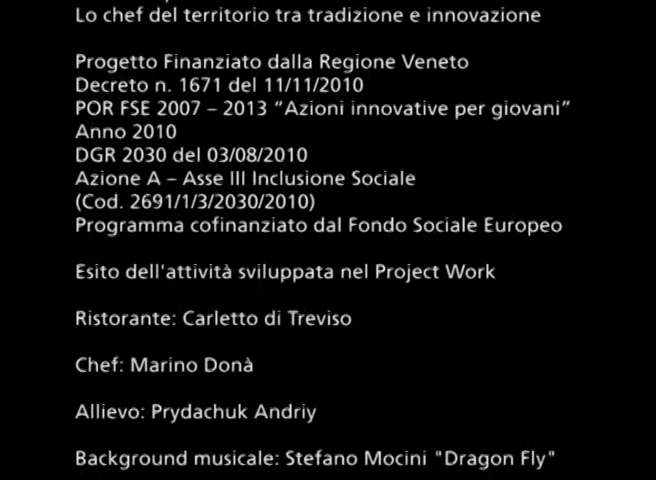 Lo chef del territorio tra tradizione e innovazione
Progetto Finanziato dalla Regione Veneto
Decreto n. 1671 del 11/11/2010
POR FSE 2007 – 2013 “Azioni innovative per giovani”
Anno 2010
DGR 2030 del 03/08/2010
Azione A – Asse III Inclusione Sociale
(Cod. 2691/1/3/2030/2010)
Programma cofinanziato dal Fondo Sociale Europeo
Esito dell'attività sviluppata nel Project Work
Ristorante: Carletto di Treviso
Chef: Marino Donà
Allievo: Prydachuk Andriy
Background musicale: Stefano Mocini "Dragon Fly"